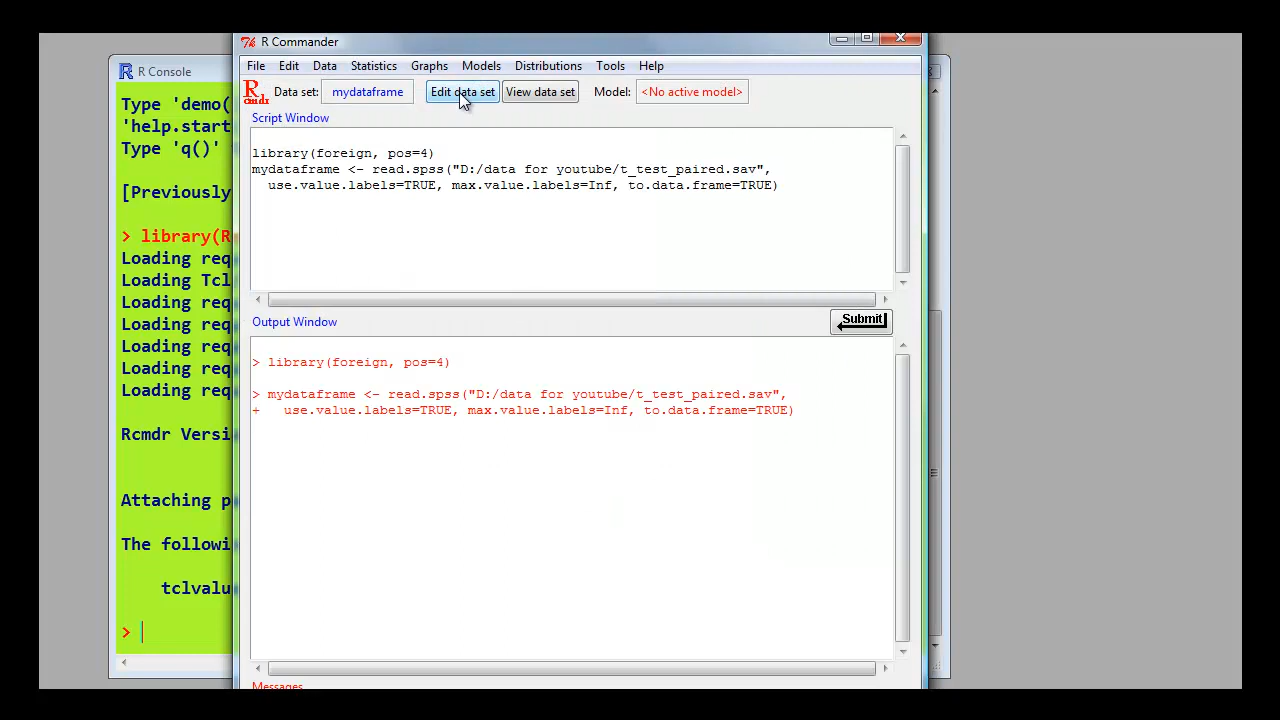 R Console
Type 'demo(
'help.start
Type 'q()'
[Previously
> library(R
Loading req
Loading Tcl
Loading req
Loading req
Loading req
Loading req
Loading req
Rcmdr Versi
Attaching p
The followi
tclvalu
>
R Commander
File Edit Data Statistics Graphs Models Distributions Tools Help
R cmdr Data set: mydataframe Edit data set View data set Model: <No active model>
Script Window
library(foreign, pos=4)
mydataframe <- read.spss("D:/data for youtube/t_test_paired.sav",
use.value.labels=TRUE, max.value.labels=Inf, to.data.frame=TRUE)
Output Window
Submit
> library(foreign, pos=4)
> mydataframe <- read.spss("D:/data for youtube/t_test_paired.sav",
+ use.value.labels=TRUE, max.value.labels=Inf, to.data.frame=TRUE)
Messages